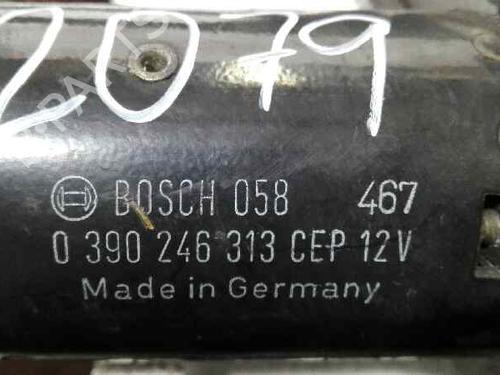 2079
BOSCH 058 467
0 390 246 313 CEP 12V
Made in Germany